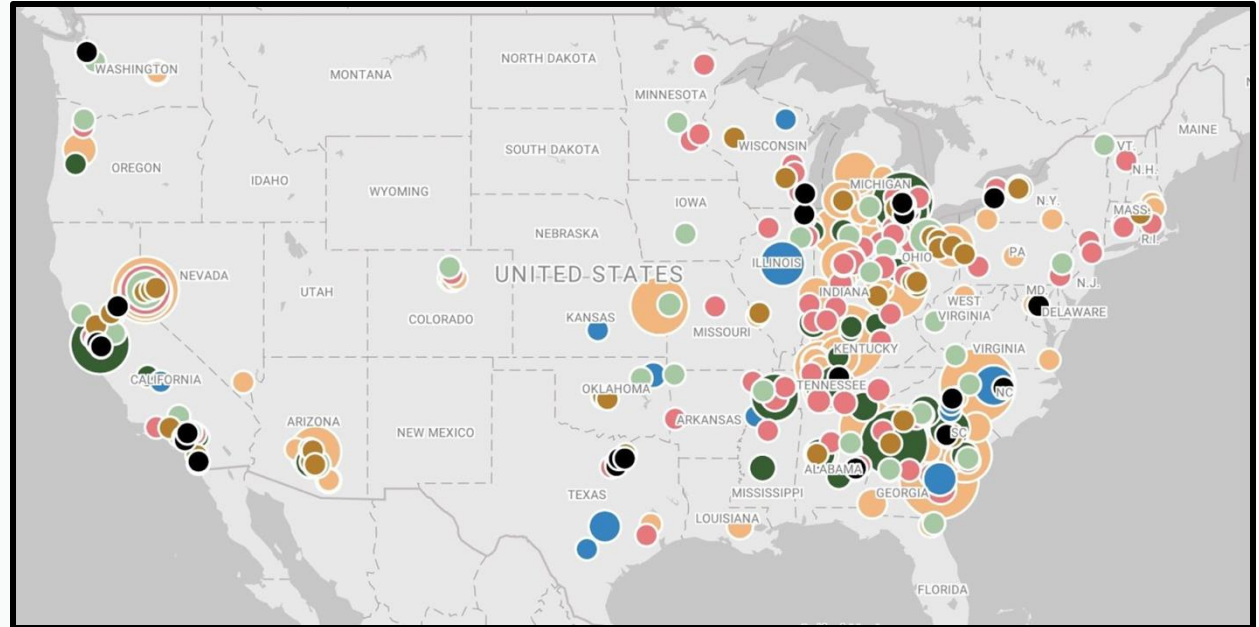 WASHINGTON
MONTANA
NORTH DAKOTA
MINNESOTA
MAINE
OREGON
IDAHO
SOUTH DAKOTA
WISCONSIN
VT.
N.H.
WYOMING
MICHIGAN
N.Y.
MASS
IOWA
R.I.
NEBRASKA
ILLINOIS
OHIO
PA
NEVADA
UNITED STATES
UTAH
INDIANA
MD.
N.J.
COLORADO
KANSAS
MISSOURI
WEST
VIRGINIA
DELAWARE
KENTUCKY
VIRGINIA
CALIFORNIA
OKLAHOMA
TENNESSEE
NC
ARIZONA
NEW MEXICO
ARKANSAS
SC
ALABAMA
TEXAS
MISSISSIPPI
GEORGIA
LOUISIANA
FLORIDA